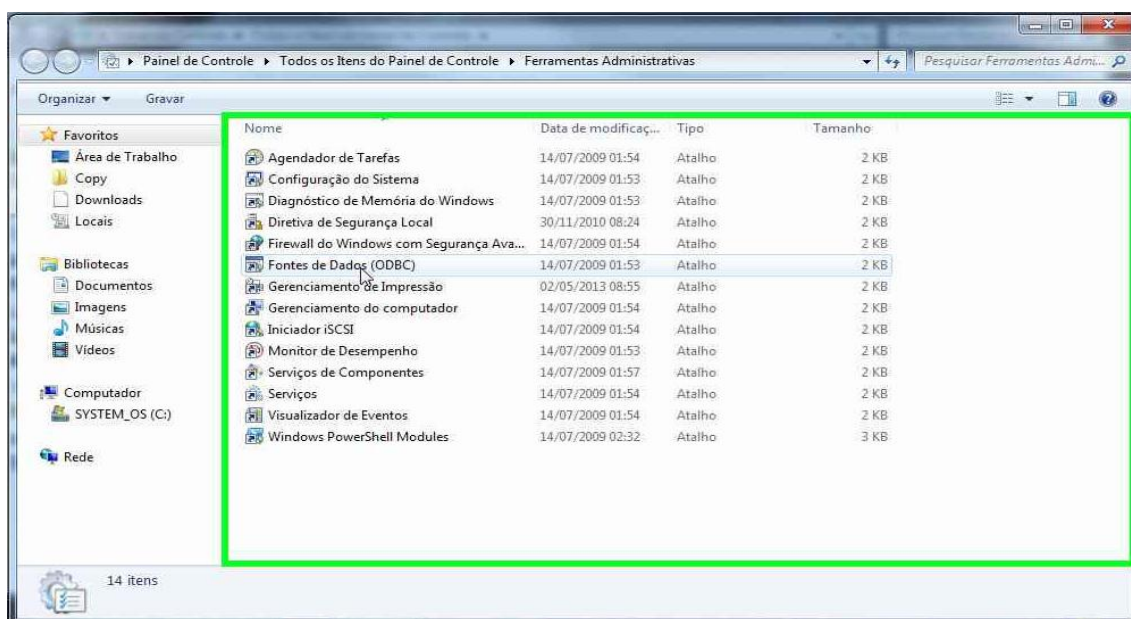 Painel de Controle ▸ Todos os Itens do Painel de Controle ▸ Ferramentas Administrativas
Pesquisar Ferramentas Admi...
Organizar Gravar
Favoritos
Área de Trabalho
Copy
Downloads
Locais
Bibliotecas
Documentos
Imagens
Músicas
Vídeos
Computador
SYSTEM_OS (C:)
Rede
Nome Data de modificaç... Tipo Tamanho
Agendador de Tarefas 14/07/2009 01:54 Atalho 2 KB
Configuração do Sistema 14/07/2009 01:53 Atalho 2 KB
Diagnóstico de Memória do Windows 14/07/2009 01:53 Atalho 2 KB
Diretiva de Segurança Local 30/11/2010 08:24 Atalho 2 KB
Firewall do Windows com Segurança Ava... 14/07/2009 01:54 Atalho 2 KB
Fontes de Dados (ODBC) 14/07/2009 01:53 Atalho 2 KB
Gerenciamento de Impressão 02/05/2013 08:55 Atalho 2 KB
Gerenciamento do computador 14/07/2009 01:54 Atalho 2 KB
Iniciador iSCSI 14/07/2009 01:54 Atalho 2 KB
Monitor de Desempenho 14/07/2009 01:53 Atalho 2 KB
Serviços de Componentes 14/07/2009 01:57 Atalho 2 KB
Serviços 14/07/2009 01:54 Atalho 2 KB
Visualizador de Eventos 14/07/2009 01:54 Atalho 2 KB
Windows PowerShell Modules 14/07/2009 02:32 Atalho 3 KB
14 itens